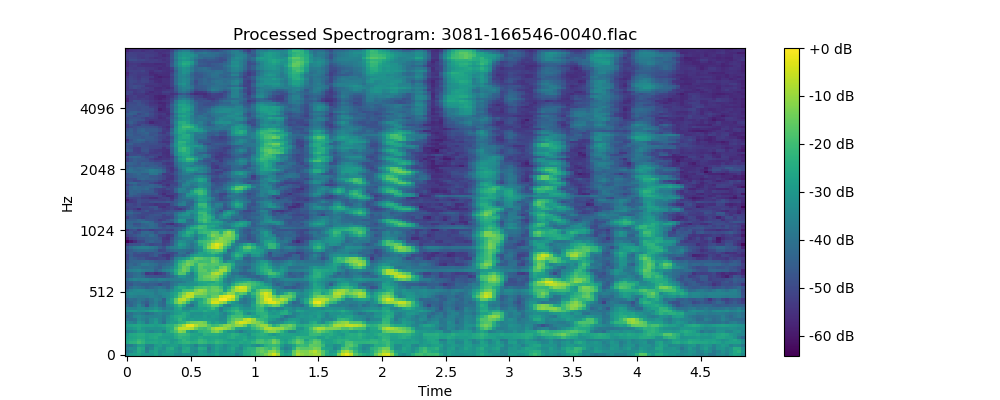 Processed Spectrogram: 3081-166546-0040.flac
+0 dB
4096
-10 dB
-20 dB
2048
-30 dB
Hz
1024
-40 dB
512
-50 dB
-60 dB
0
0 0.5 1 1.5 2 2.5 3 3.5 4 4.5
Time